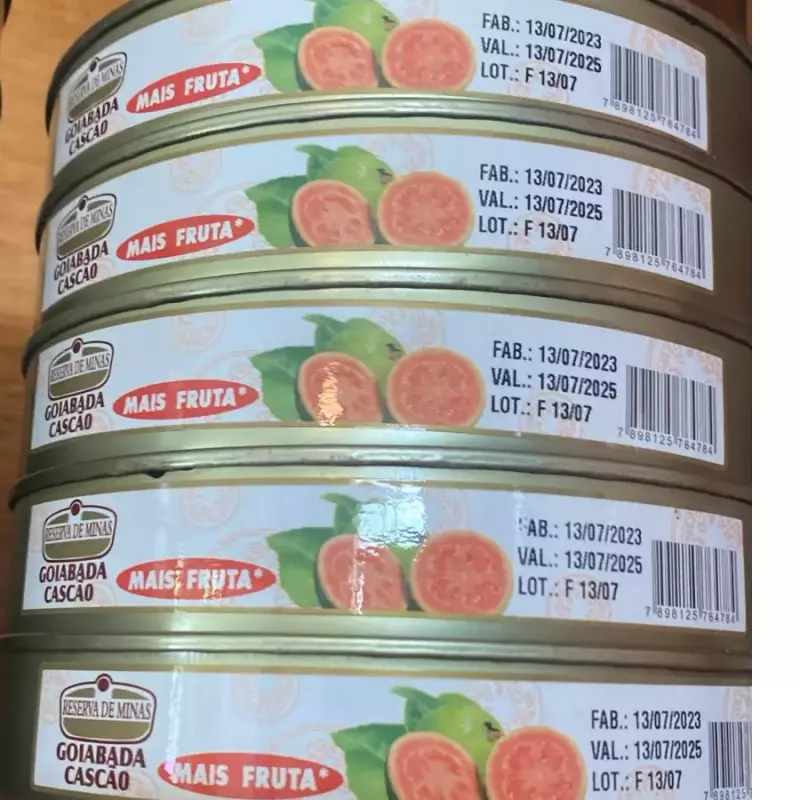 RESERVA DE MINAS
GOIABADA
CASCÃO
MAIS FRUTA*
FAB.: 13/07/2023
VAL.: 13/07/2025
LOT.: F 13/07
7 898125 764784
RESERVA DE MINAS
GOIABADA
CASCÃO
MAIS FRUTA*
FAB.: 13/07/2023
VAL.: 13/07/2025
LOT.: F 13/07
7 898125 764784
RESERVA DE MINAS
GOIABADA
CASCÃO
MAIS FRUTA*
FAB.: 13/07/2023
VAL.: 13/07/2025
LOT.: F 13/07
7 898125 764784
RESERVA DE MINAS
GOIABADA
CASCÃO
MAIS FRUTA*
FAB.: 13/07/2023
VAL.: 13/07/2025
LOT.: F 13/07
7 898125 764784
RESERVA DE MINAS
GOIABADA
CASCÃO
MAIS FRUTA*
FAB.: 13/07/2023
VAL.: 13/07/2025
LOT.: F 13/07
7 898125